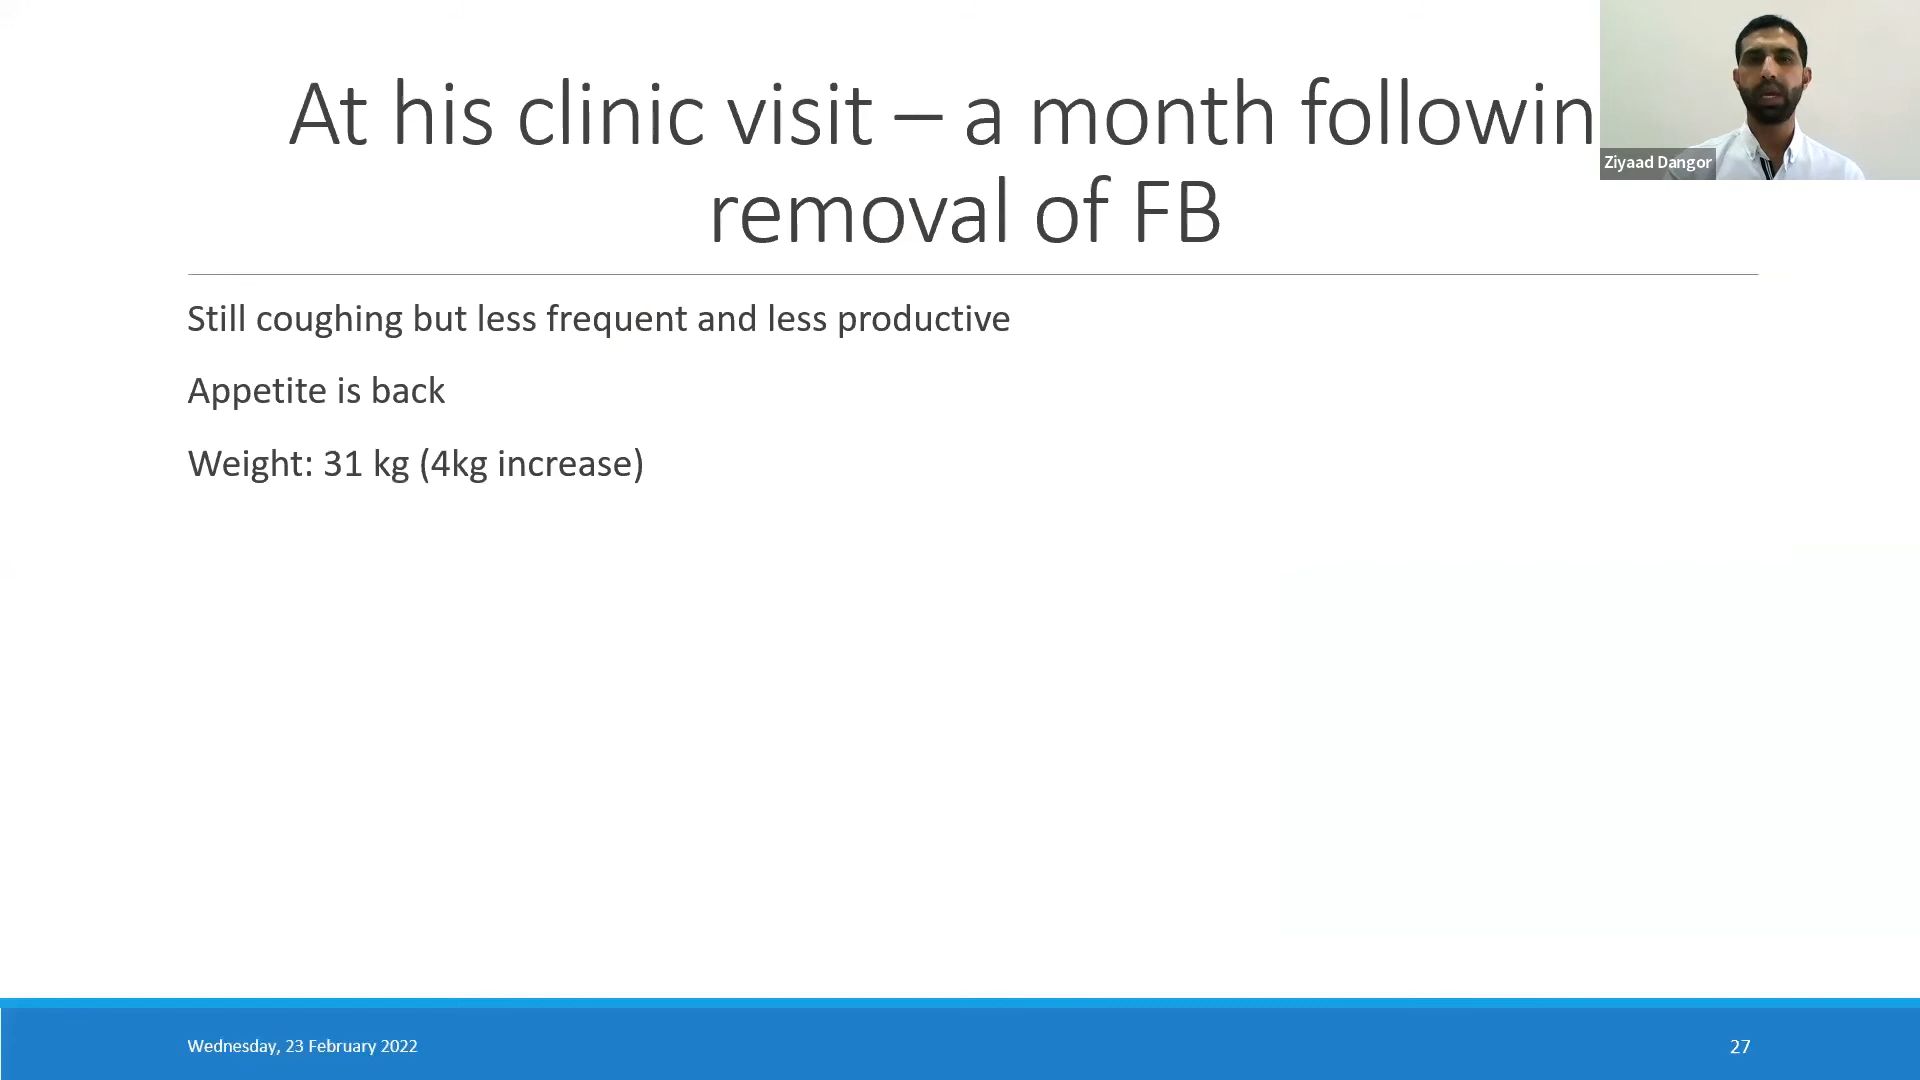 At his clinic visit – a month followin
removal of FB
Ziyaad Dangor
Still coughing but less frequent and less productive
Appetite is back
Weight: 31 kg (4kg increase)
Wednesday, 23 February 2022
27